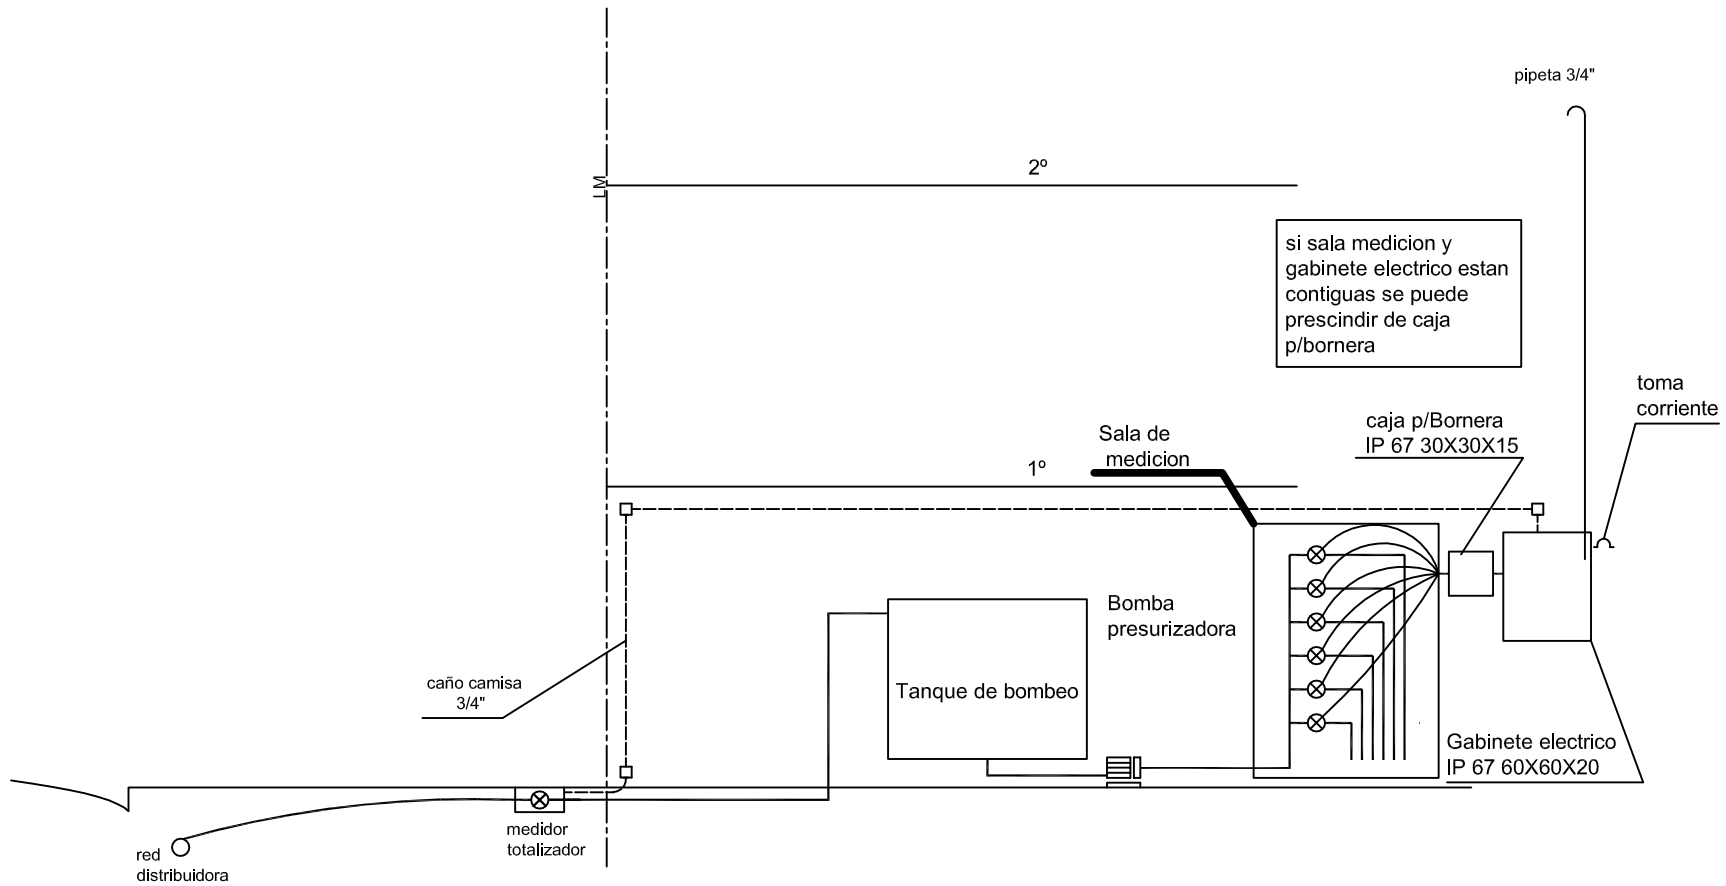 pipeta 3/4"
2º
LM
si sala medicion y
gabinete electrico estan
contiguas se puede
prescindir de caja
p/bornera
toma
corriente
caja p/Bornera
IP 67 30X30X15
Sala de
medicion
1º
Bomba
presurizadora
Tanque de bombeo
caño camisa
3/4"
Gabinete electrico
IP 67 60X60X20
medidor
totalizador
red
distribuidora